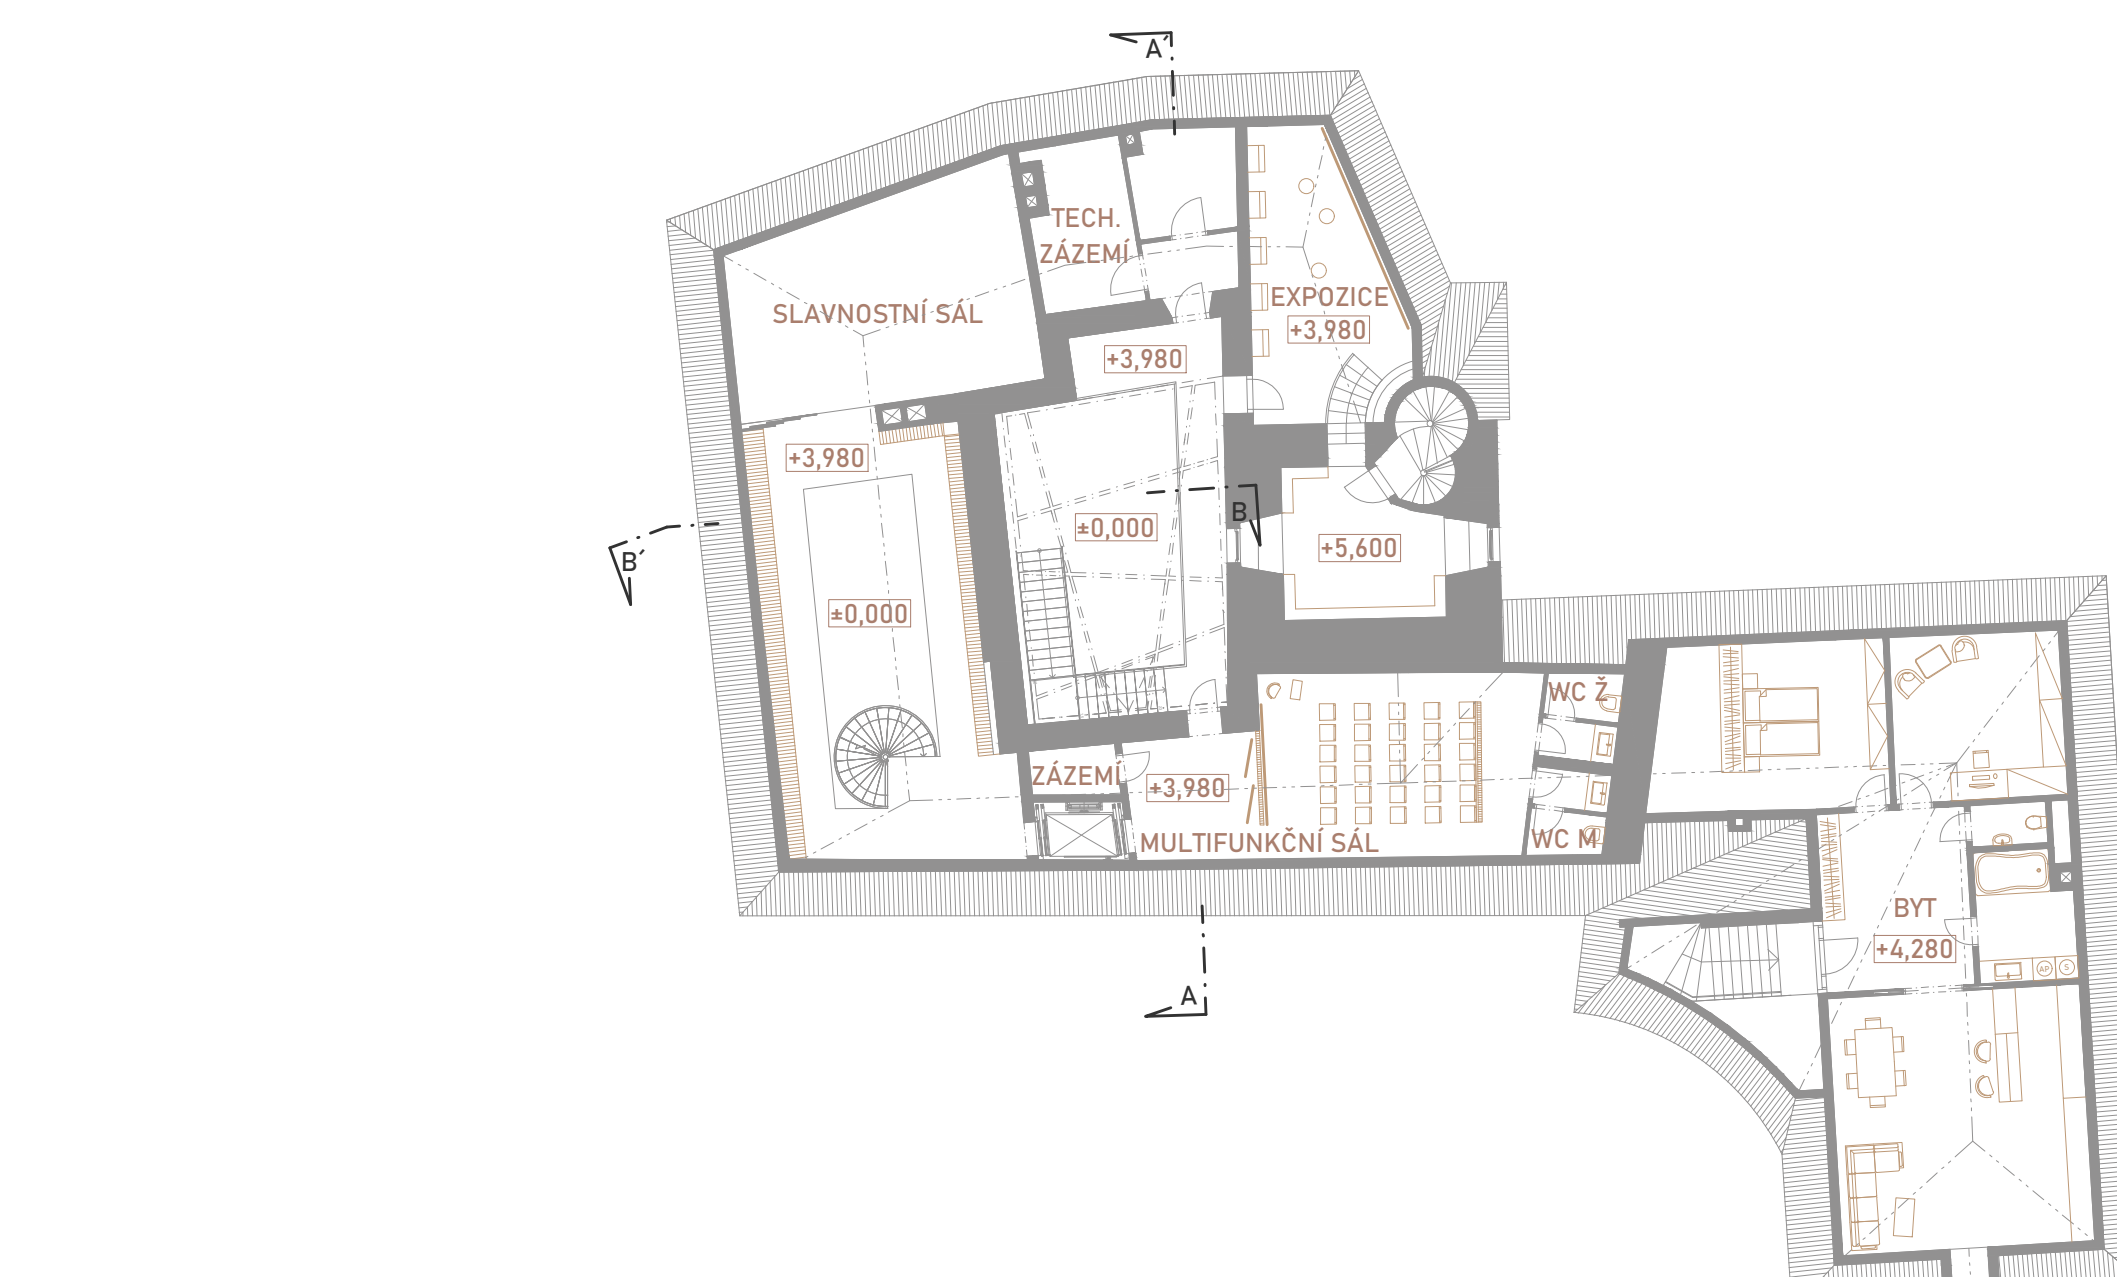 A´
TECH.
ZÁZEMÍ
EXPOZICE
+3,980
SLAVNOSTNÍ SÁL
+3,980
+3,980
B
±0,000
+5,600
B´
±0,000
WC Ž
ZÁZEMÍ
+3,980
MULTIFUNKČNÍ SÁL
WC M
BYT
+4,280
AP
S
A